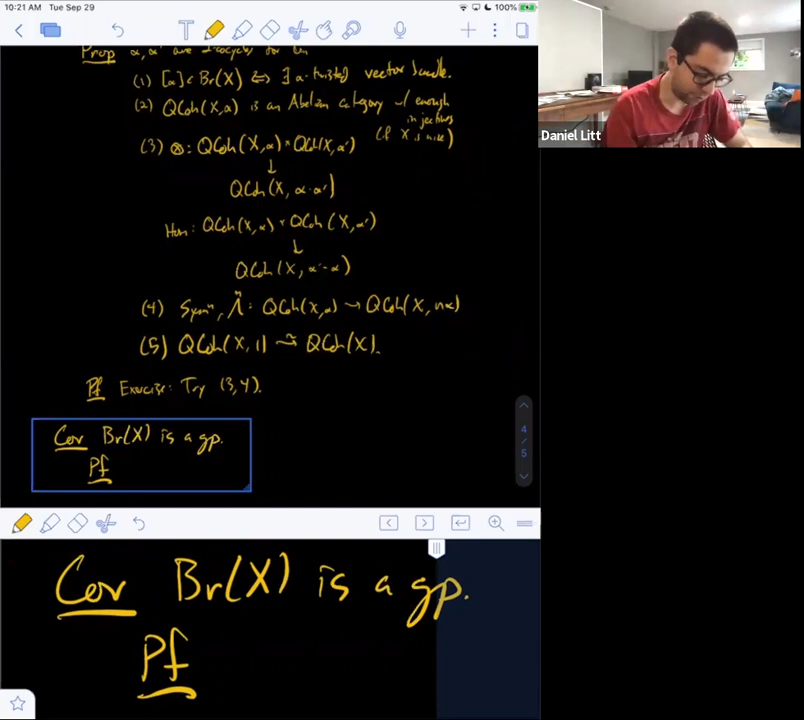 10:21 AM Tue Sep 29
100%
Prop α, α' are 2-cocycles for Gm
(1) [α] ∈ Br(X) ⟺ ∃ α-twisted vector bundle.
(2) QCoh(X,α) is an Abelian category w/ enough injectives (if X is nice)
(3) ⊗: QCoh(X,α) × QCoh(X,α')
↓
QCoh(X, α·α')
Hom: QCoh(X,α) × QCoh(X,α')
↓
QCoh(X, α'·-α)
(4) Symⁿ, Λⁿ: QCoh(X,α) → QCoh(X, nα)
(5) QCoh(X, 1) ⥲ QCoh(X).
Pf Exercise: Try (3,4).
Cor Br(X) is a gp.
Pf
4
/
5
Cor Br(X) is a gp.
Pf
Daniel Litt